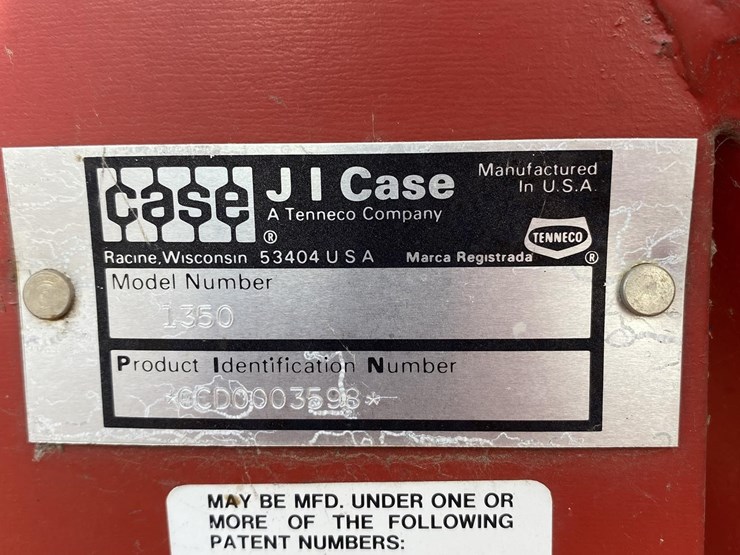 case
J I Case
A Tenneco Company
Manufactured
In U.S.A.
TENNECO
®
®
Racine, Wisconsin 53404 U S A
Marca Registrada
Model Number
1350
Product Identification Number
MAY BE MFD. UNDER ONE OR
MORE OF THE FOLLOWING
PATENT NUMBERS: